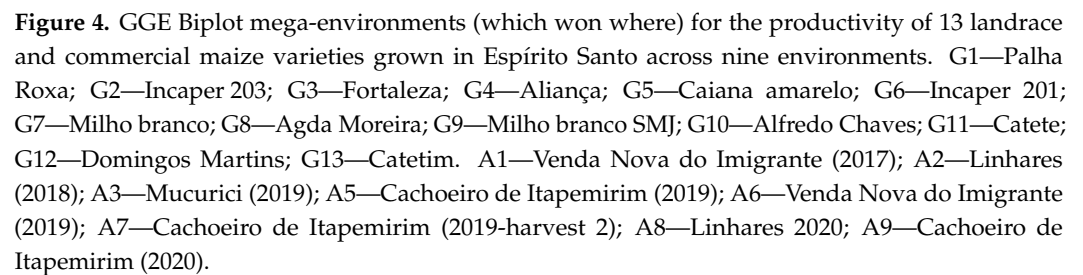 Figure 4. GGE Biplot mega-environments (which won where) for the productivity of 13 landrace
and commercial maize varieties grown in Espírito Santo across nine environments. G1—Palha
Roxa; G2—Incaper 203; G3—Fortaleza; G4—Aliança; G5—Caiana amarelo; G6—Incaper 201;
G7—Milho branco; G8—Agda Moreira; G9—Milho branco SMJ; G10—Alfredo Chaves; G11—Catete;
G12—Domingos Martins; G13—Catetim. A1—Venda Nova do Imigrante (2017); A2—Linhares
(2018); A3—Mucurici (2019); A5—Cachoeiro de Itapemirim (2019); A6—Venda Nova do Imigrante
(2019); A7—Cachoeiro de Itapemirim (2019-harvest 2); A8—Linhares 2020; A9—Cachoeiro de
Itapemirim (2020).